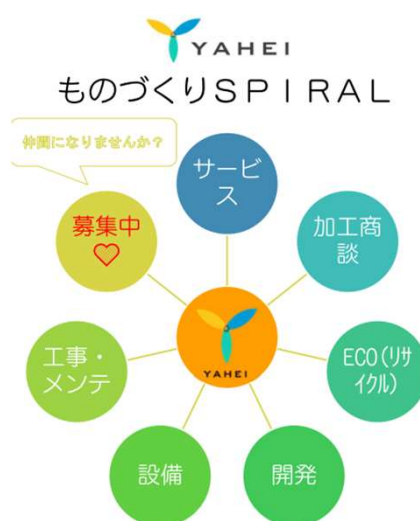 YAHEI
ものづくりSPIRAL
仲間になりませんか？
サービ
ス
募集中
♡
加工商
談
YAHEI
工事・
メンテ
ECO(リサ
イクル)
設備
開発